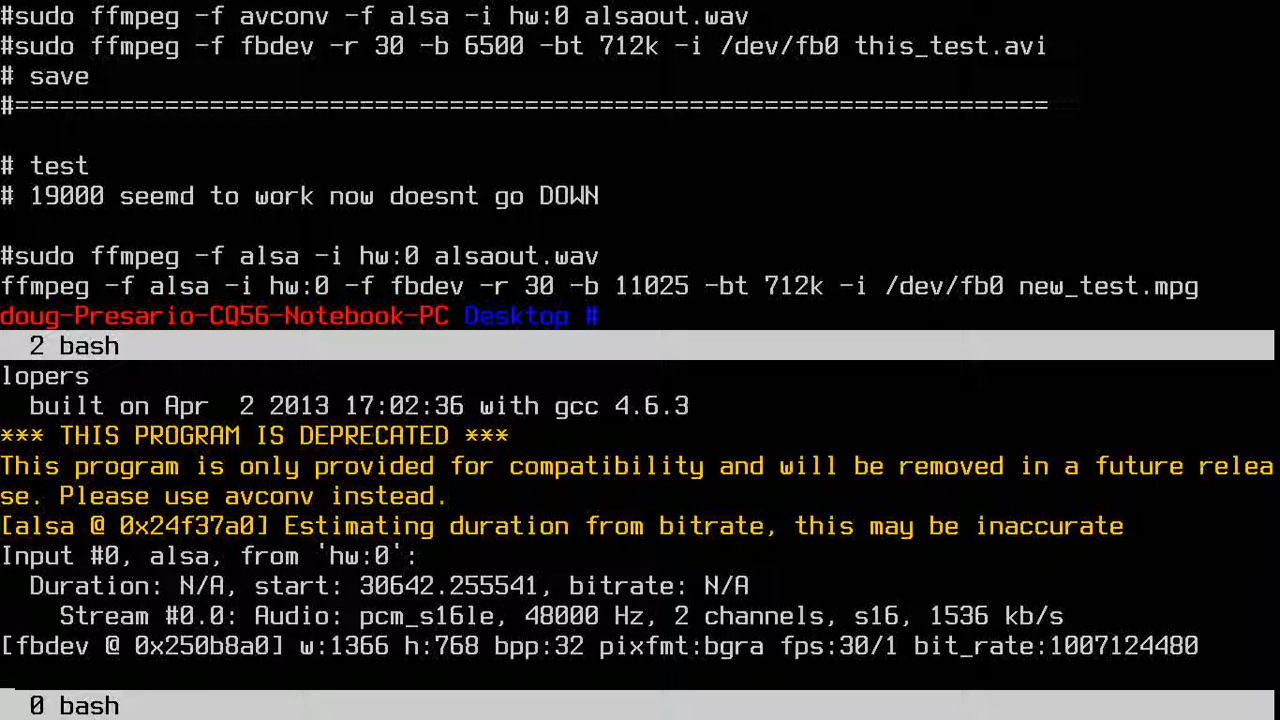 #sudo ffmpeg -f avconv -f alsa -i hw:0 alsaout.wav
#sudo ffmpeg -f fbdev -r 30 -b 6500 -bt 712k -i /dev/fb0 this_test.avi
# save
#=====================================================================
# test
# 19000 seemd to work now doesnt go DOWN
#sudo ffmpeg -f alsa -i hw:0 alsaout.wav
ffmpeg -f alsa -i hw:0 -f fbdev -r 30 -b 11025 -bt 712k -i /dev/fb0 new_test.mpg
doug-Presario-CQ56-Notebook-PC Desktop #
2 bash
lopers
built on Apr  2 2013 17:02:36 with gcc 4.6.3
*** THIS PROGRAM IS DEPRECATED ***
This program is only provided for compatibility and will be removed in a future relea
se. Please use avconv instead.
[alsa @ 0x24f37a0] Estimating duration from bitrate, this may be inaccurate
Input #0, alsa, from 'hw:0':
Duration: N/A, start: 30642.255541, bitrate: N/A
Stream #0.0: Audio: pcm_s16le, 48000 Hz, 2 channels, s16, 1536 kb/s
[fbdev @ 0x250b8a0] w:1366 h:768 bpp:32 pixfmt:bgra fps:30/1 bit_rate:1007124480
0 bash